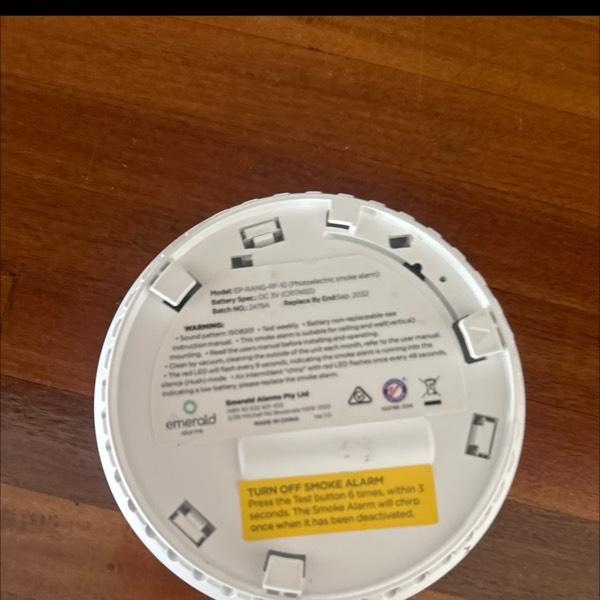 Model: EP-RANG-RF-10 (Photoelectric smoke alarm)
Battery Spec.: DC 3V (CR17450)
Batch NO.: 2475A Replace By End: Sep. 2032
WARNING:
• Sound pattern: ISO8201 • Test weekly. • Battery non-replaceable see
instruction manual. • This smoke alarm is suitable for ceiling and wall(vertical)
mounting. • Read the users manual before installing and operating.
• Clean by vacuum, cleaning the outside of the unit each month, refer to the user manual.
• The red LED will flash every 8 seconds, indicating the smoke alarm is running into the
silence (Hush) mode. • An intermittent "chirp" with red LED flashes once every 48 seconds,
indicating a low battery, please replace the smoke alarm.
emerald
alarms
Emerald Alarms Pty Ltd
MADE IN CHINA
TURN OFF SMOKE ALARM
Press the Test button 6 times, within 3
seconds. The Smoke Alarm will chirp
once when it has been deactivated.